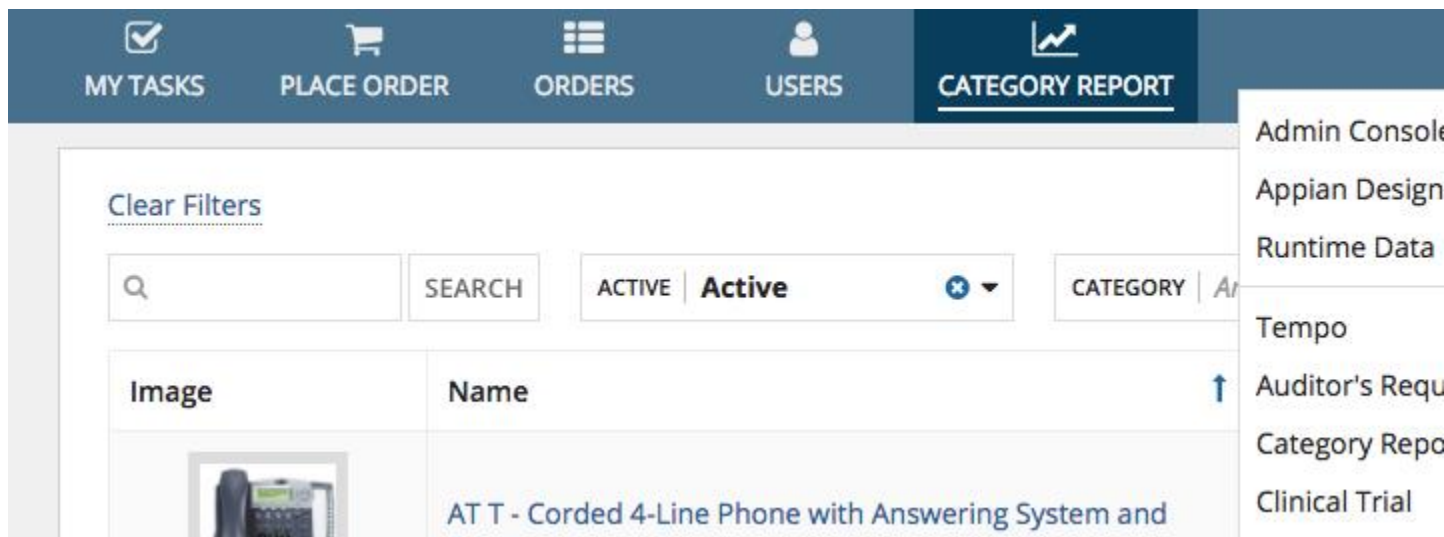 MY TASKS PLACE ORDER ORDERS USERS CATEGORY REPORT
Clear Filters
SEARCH ACTIVE Active CATEGORY
Image Name
AT T - Corded 4-Line Phone with Answering System and
Admin Console
Appian Design
Runtime Data
Tempo
Auditor's Requ
Category Repo
Clinical Trial